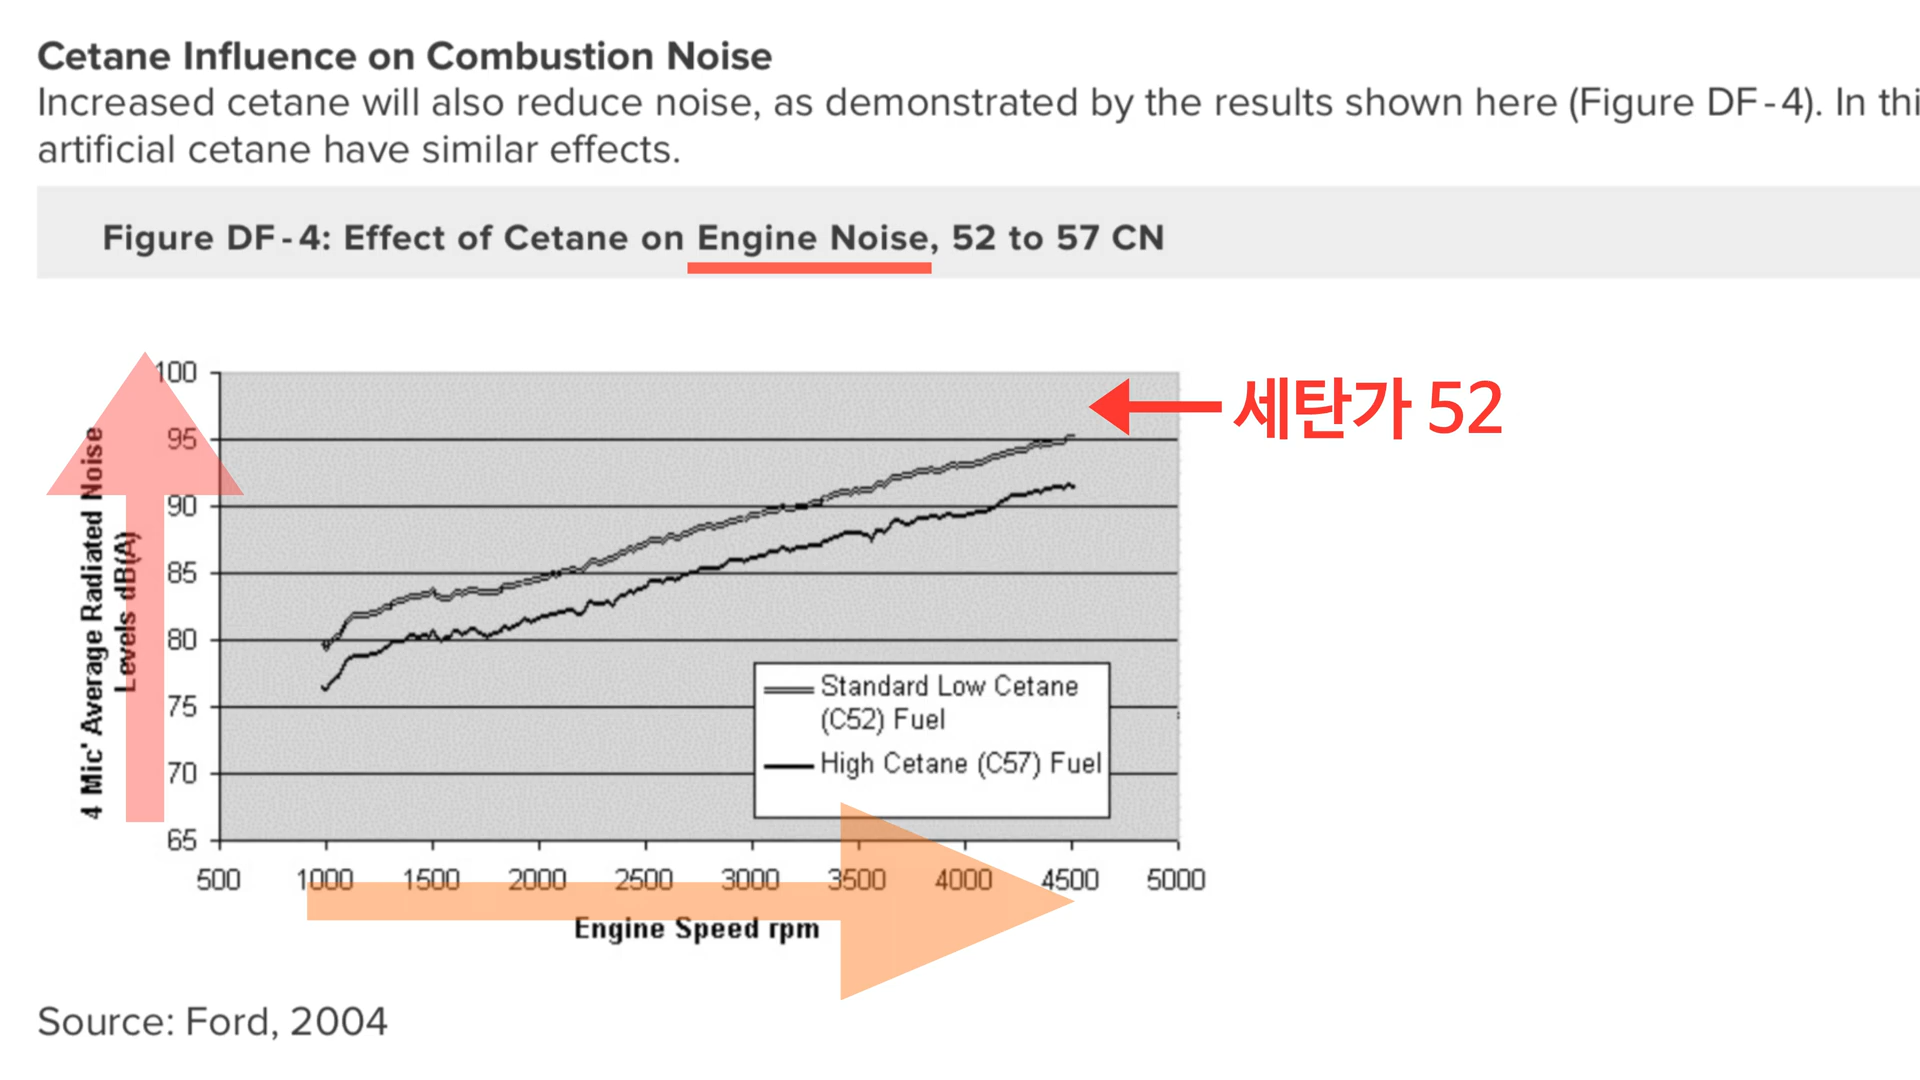 Cetane Influence on Combustion Noise
Increased cetane will also reduce noise, as demonstrated by the results shown here (Figure DF-4). In thi
artificial cetane have similar effects.
Figure DF-4: Effect of Cetane on Engine Noise, 52 to 57 CN
세탄가 52
4 Mic' Average Radiated Noise
Levels dB(A)
100
95
90
85
80
75
70
65
Standard Low Cetane
(C52) Fuel
High Cetane (C57) Fuel
500 1000 1500 2000 2500 3000 3500 4000 4500 5000
Engine Speed rpm
Source: Ford, 2004